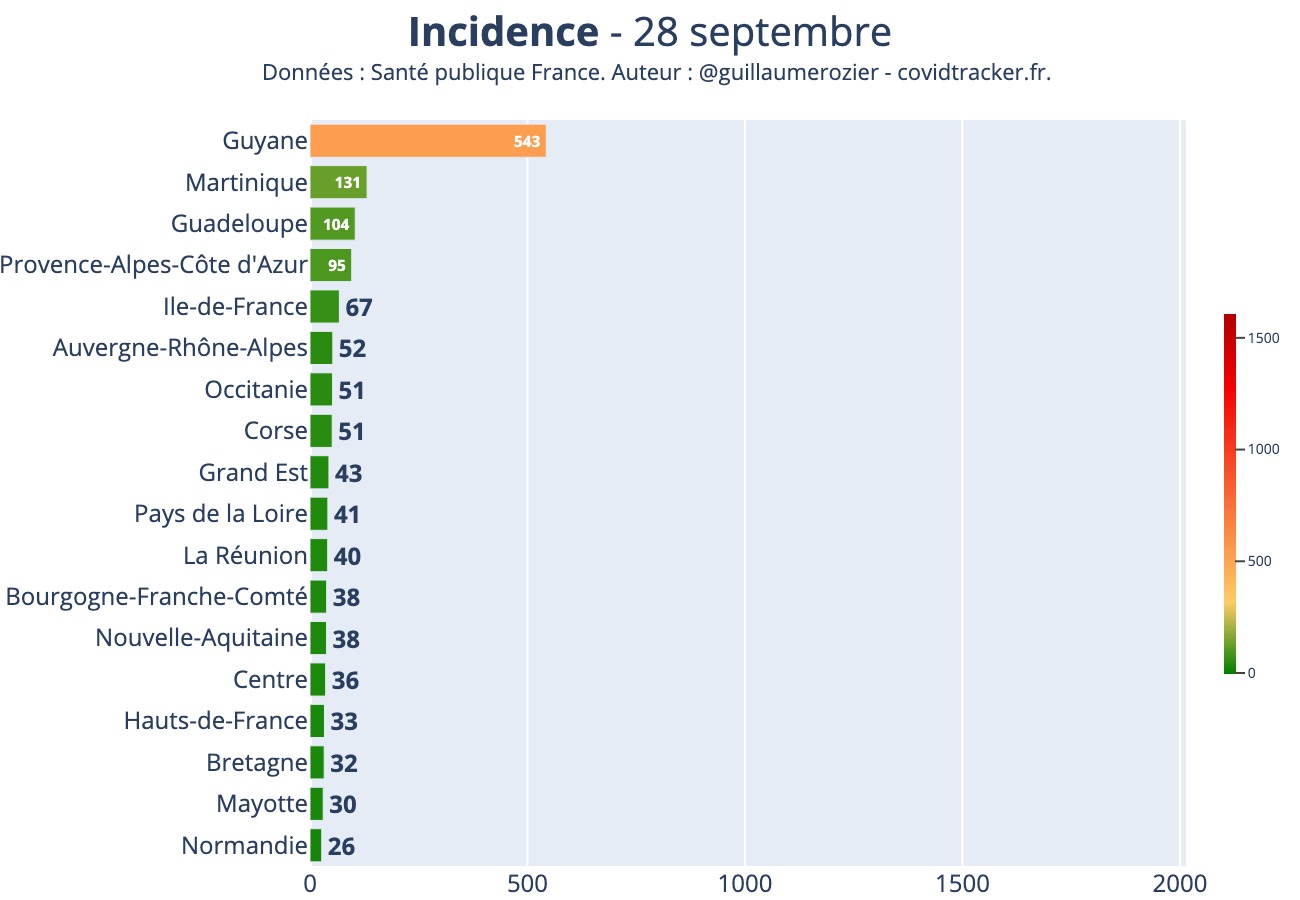 Incidence - 28 septembre
Données : Santé publique France. Auteur : @guillaumerozier - covidtracker.fr.
Guyane 543
Martinique 131
Guadeloupe 104
Provence-Alpes-Côte d'Azur 95
Ile-de-France 67
Auvergne-Rhône-Alpes 52
Occitanie 51
Corse 51
Grand Est 43
Pays de la Loire 41
La Réunion 40
Bourgogne-Franche-Comté 38
Nouvelle-Aquitaine 38
Centre 36
Hauts-de-France 33
Bretagne 32
Mayotte 30
Normandie 26
0 500 1000 1500 2000
1500
1000
500
0